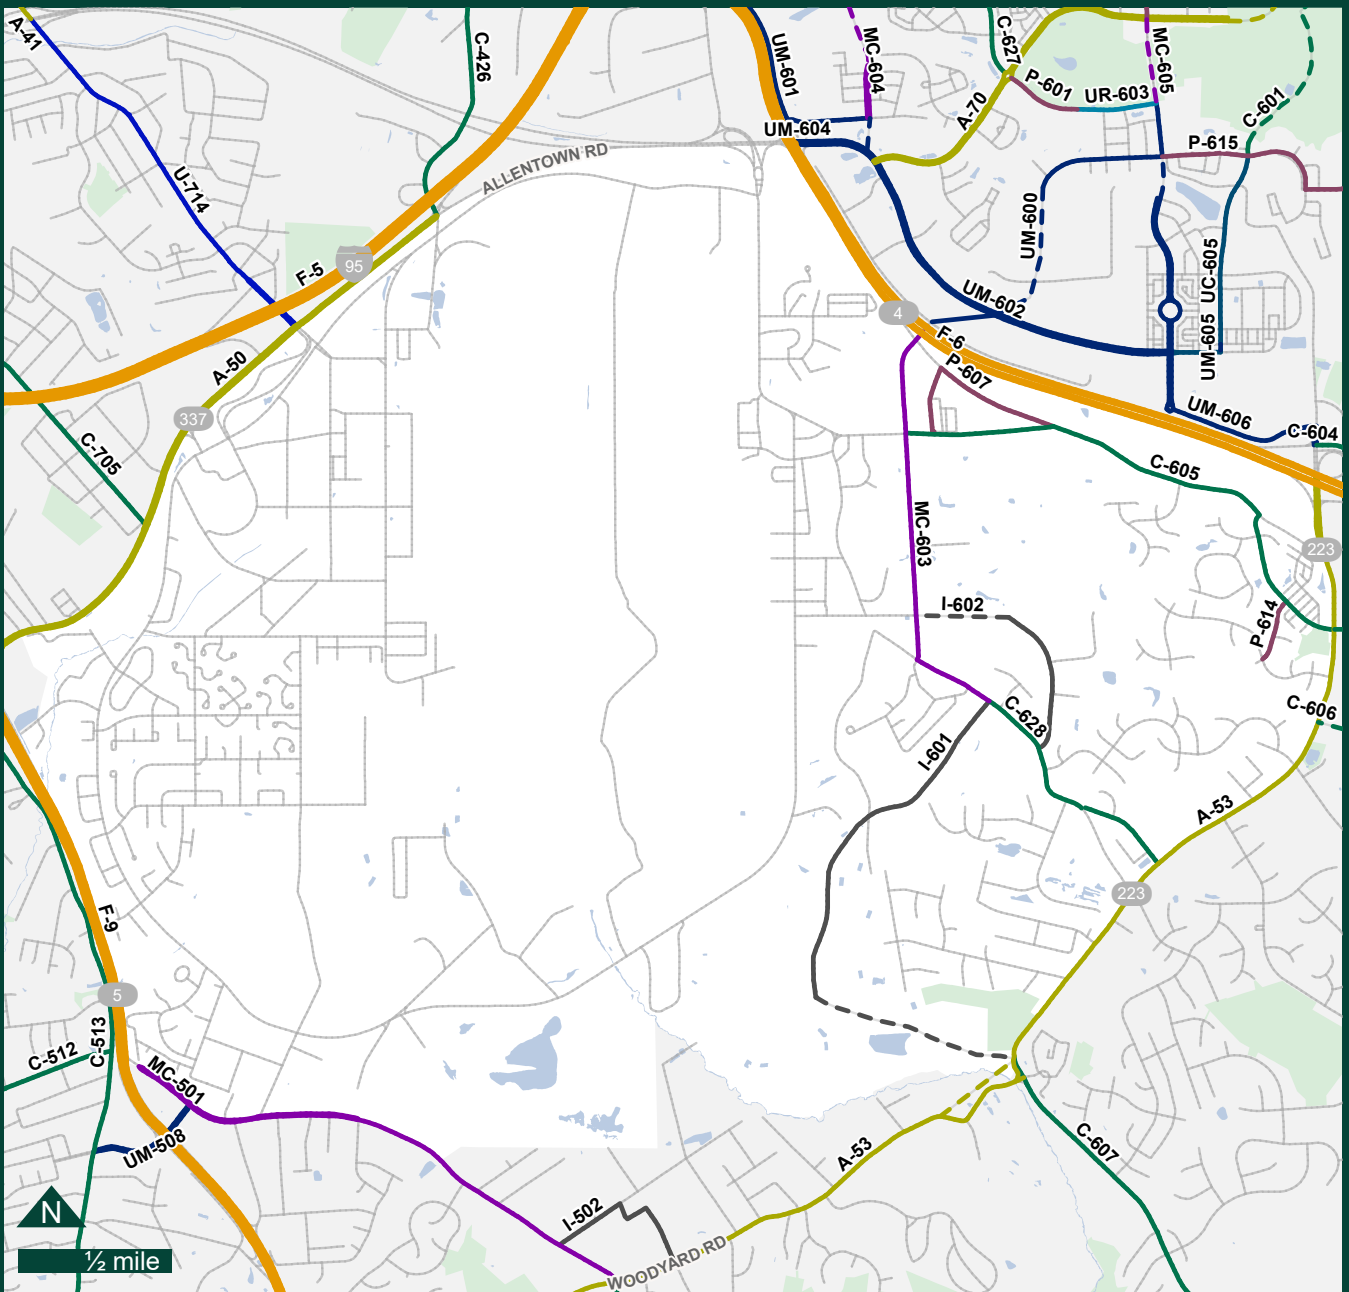 A-41
C-426
UM-601
MC-604
C-627
MC-605
P-601
UR-603
A-70
C-601
UM-604
P-615
ALLENTOWN RD
U-714
UM-600
F-5
95
UC-605
UM-602
4
F-6
UM-605
P-607
A-50
337
UM-606
C-604
C-705
C-605
MC-603
223
I-602
P-614
C-628
C-606
I-601
A-53
223
F-9
5
C-513
C-512
MC-501
UM-508
A-53
C-607
I-502
N
½ mile
WOODYARD RD